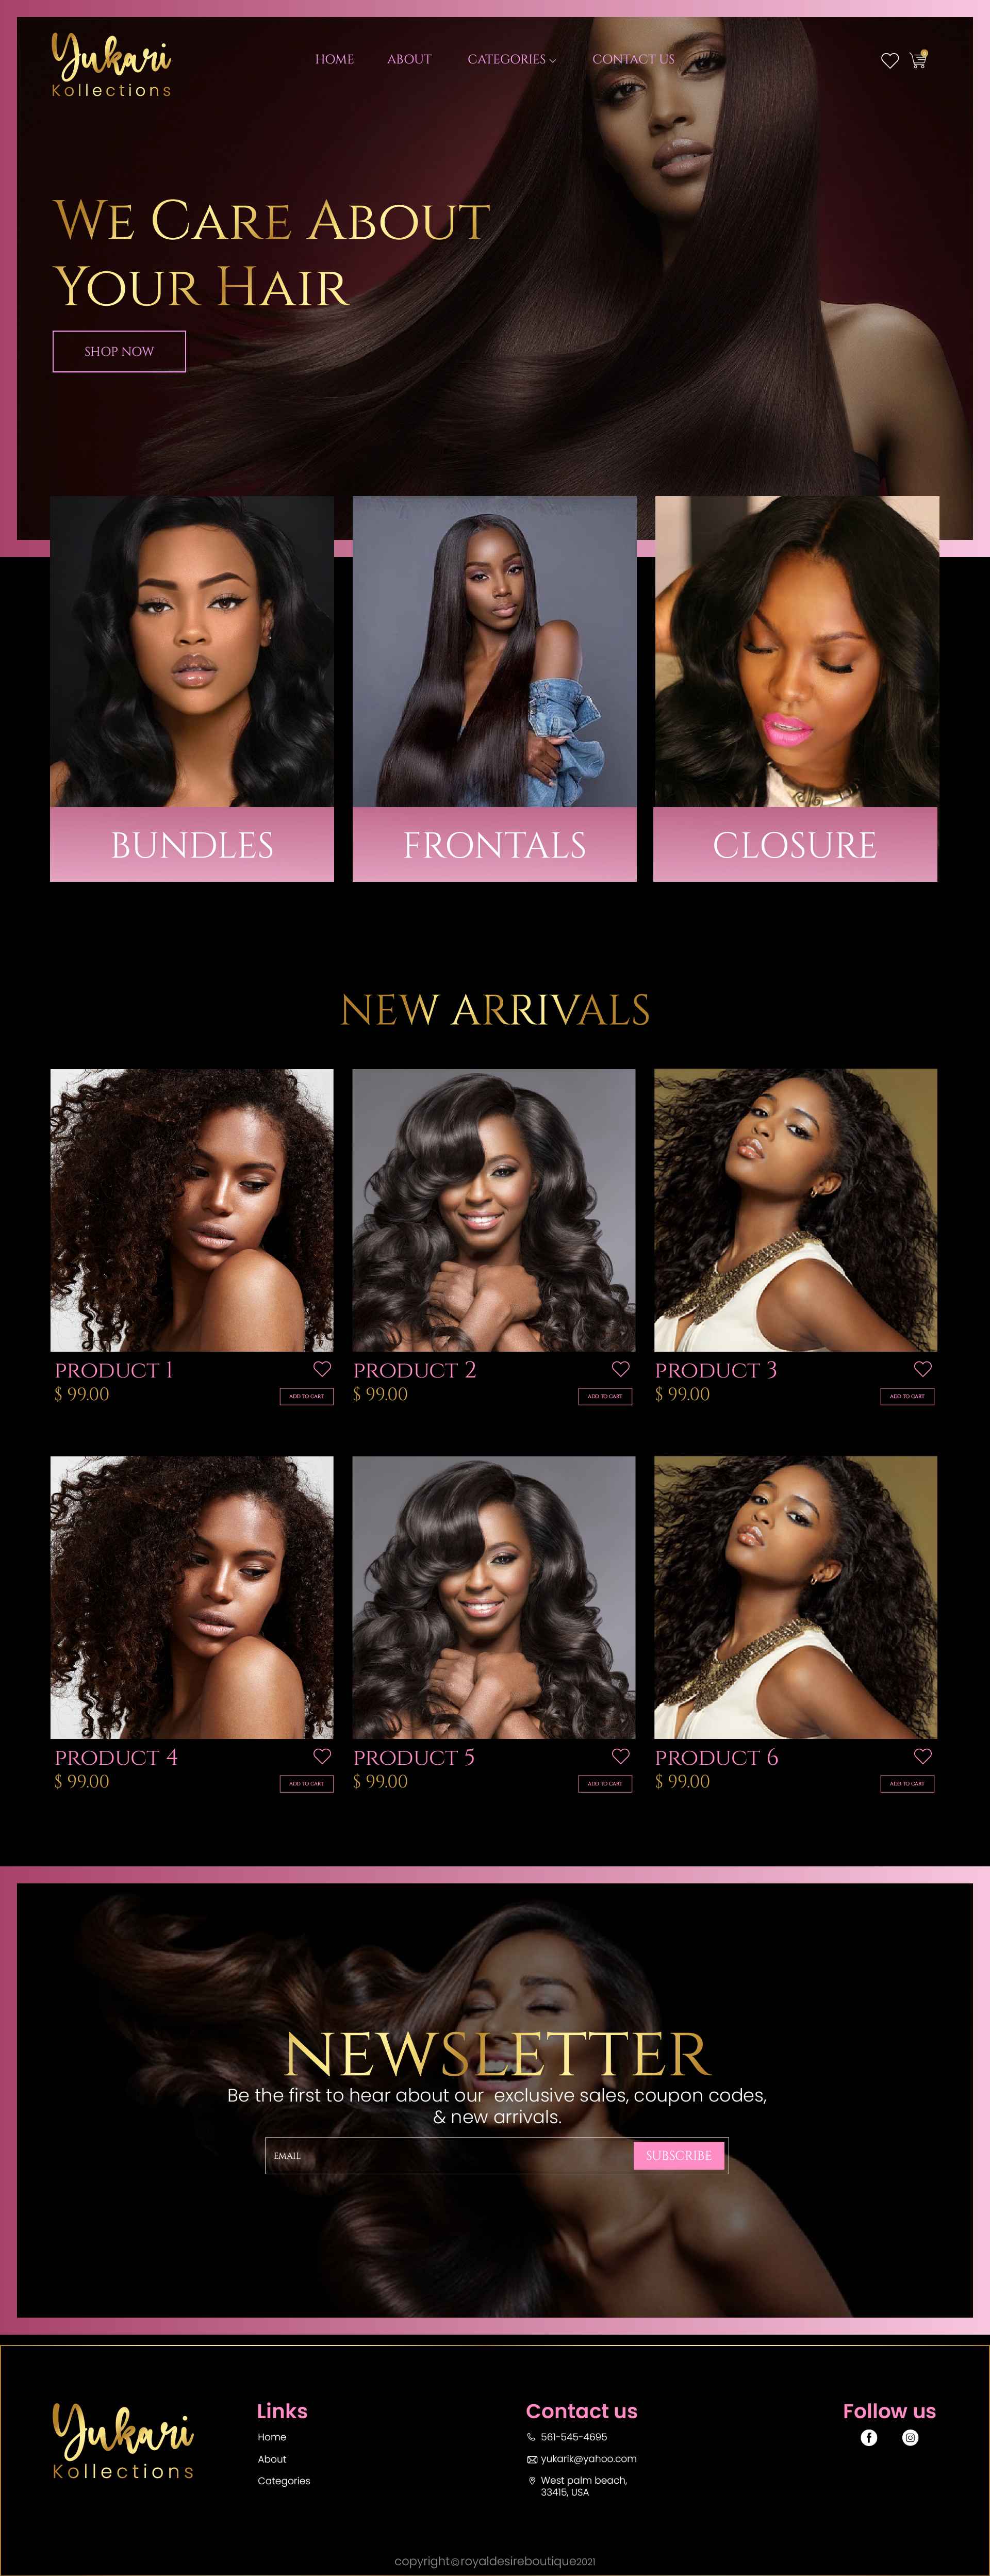 Yukari
Kollections
HOME ABOUT CATEGORIES CONTACT US
WE CARE ABOUT
YOUR HAIR
SHOP NOW
BUNDLES FRONTALS CLOSURE
NEW ARRIVALS
PRODUCT 1 PRODUCT 2 PRODUCT 3
$ 99.00 ADD TO CART $ 99.00 ADD TO CART $ 99.00 ADD TO CART
PRODUCT 4 PRODUCT 5 PRODUCT 6
$ 99.00 ADD TO CART $ 99.00 ADD TO CART $ 99.00 ADD TO CART
NEWSLETTER
Be the first to hear about our exclusive sales, coupon codes,
& new arrivals.
EMAIL SUBSCRIBE
Yukari
Kollections
Links
Home
About
Categories
Contact us
561-545-4695
yukarik@yahoo.com
West palm beach,
33415, USA
Follow us
copyright©royaldesireboutique2021